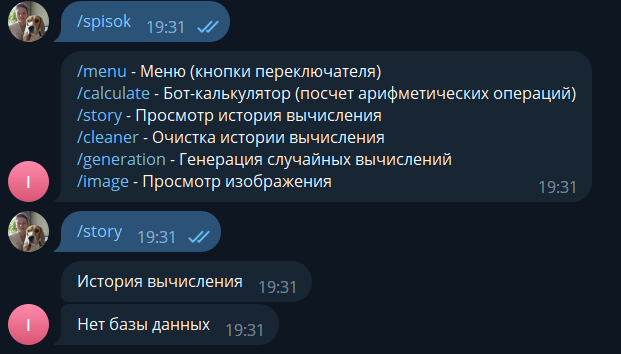 /spisok 19:31
/menu - Меню (кнопки переключателя)
/calculate - Бот-калькулятор (посчет арифметических операций)
/story - Просмотр история вычисления
/cleaner - Очистка истории вычисления
/generation - Генерация случайных вычислений
/image - Просмотр изображения
19:31
I
/story 19:31
История вычисления 19:31
I
Нет базы данных 19:31